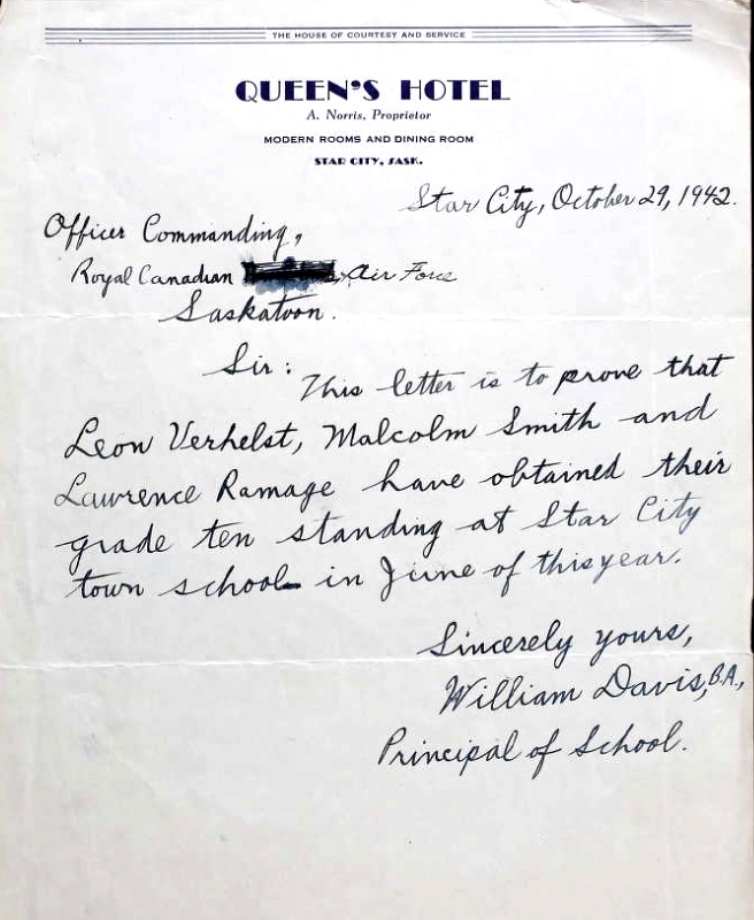 THE HOUSE OF COURTESY AND SERVICE
QUEEN'S HOTEL
A. Norris, Proprietor
MODERN ROOMS AND DINING ROOM
STAR CITY, SASK.
Star City, October 29, 1942.
Officer Commanding,
Royal Canadian Air Force
Saskatoon.
Sir:
This letter is to prove that
Leon Verhelst, Malcolm Smith and
Lawrence Ramage have obtained their
grade ten standing at Star City
town school in June of this year.
Sincerely yours,
William Davis, B.A.,
Principal of School.